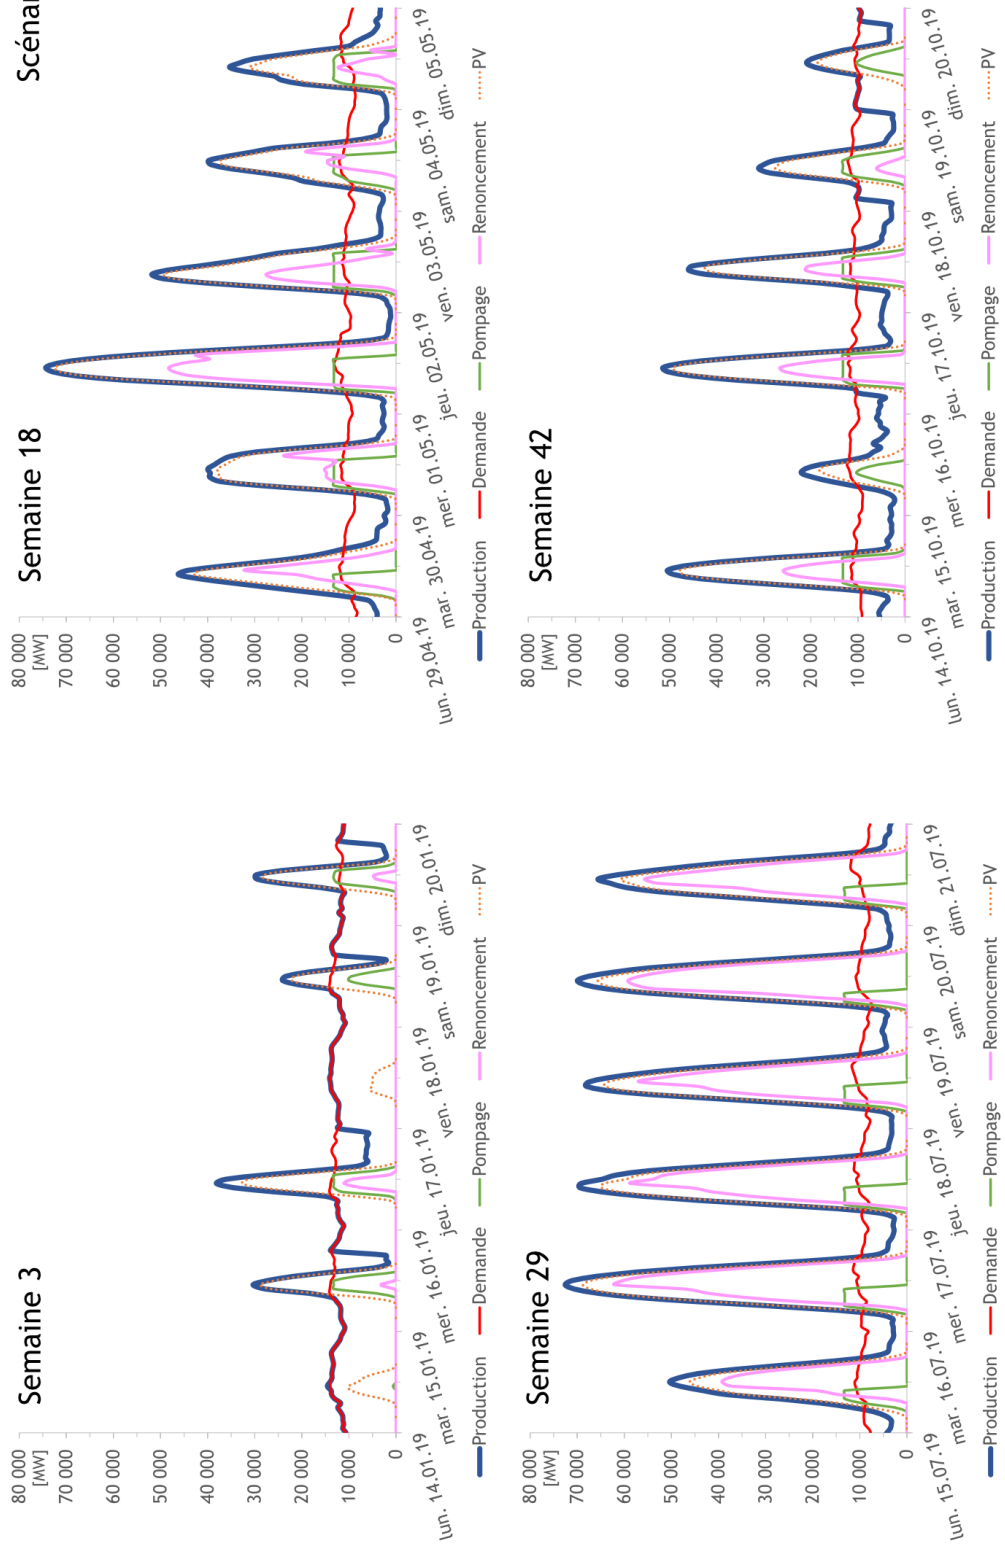 Semaine 3
80 000
[MW]
70 000
60 000
50 000
40 000
30 000
20 000
10 000
0
lun. 14.01.19
mar. 15.01.19
mer. 16.01.19
jeu. 17.01.19
ven. 18.01.19
sam. 19.01.19
dim. 20.01.19
Production Demande Pompage Renoncement PV
Semaine 18
Scénar
80 000
[MW]
70 000
60 000
50 000
40 000
30 000
20 000
10 000
0
lun. 29.04.19
mar. 30.04.19
mer. 01.05.19
jeu. 02.05.19
ven. 03.05.19
sam. 04.05.19
dim. 05.05.19
Production Demande Pompage Renoncement PV
Semaine 29
80 000
[MW]
70 000
60 000
50 000
40 000
30 000
20 000
10 000
0
lun. 15.07.19
mar. 16.07.19
mer. 17.07.19
jeu. 18.07.19
ven. 19.07.19
sam. 20.07.19
dim. 21.07.19
Production Demande Pompage Renoncement PV
Semaine 42
80 000
[MW]
70 000
60 000
50 000
40 000
30 000
20 000
10 000
0
lun. 14.10.19
mar. 15.10.19
mer. 16.10.19
jeu. 17.10.19
ven. 18.10.19
sam. 19.10.19
dim. 20.10.19
Production Demande Pompage Renoncement PV